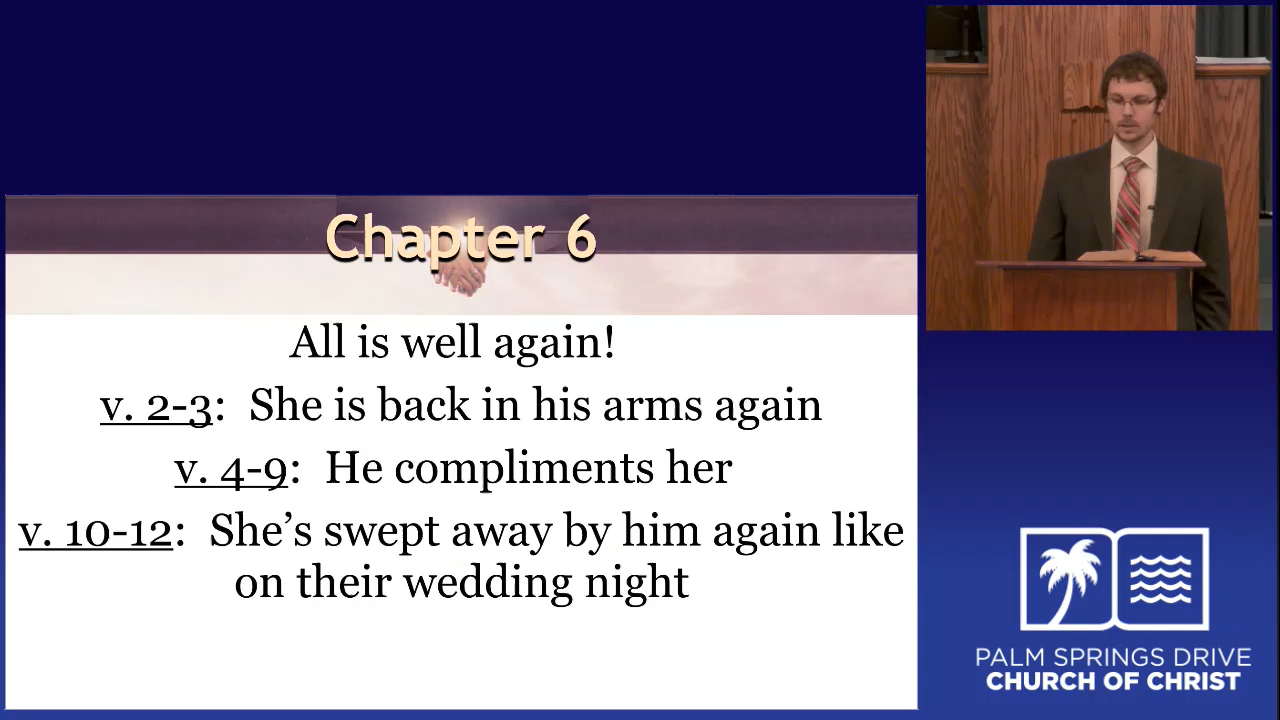 Chapter 6
All is well again!
v. 2-3:  She is back in his arms again
v. 4-9:  He compliments her
v. 10-12:  She’s swept away by him again like
on their wedding night
PALM SPRINGS DRIVE
CHURCH OF CHRIST